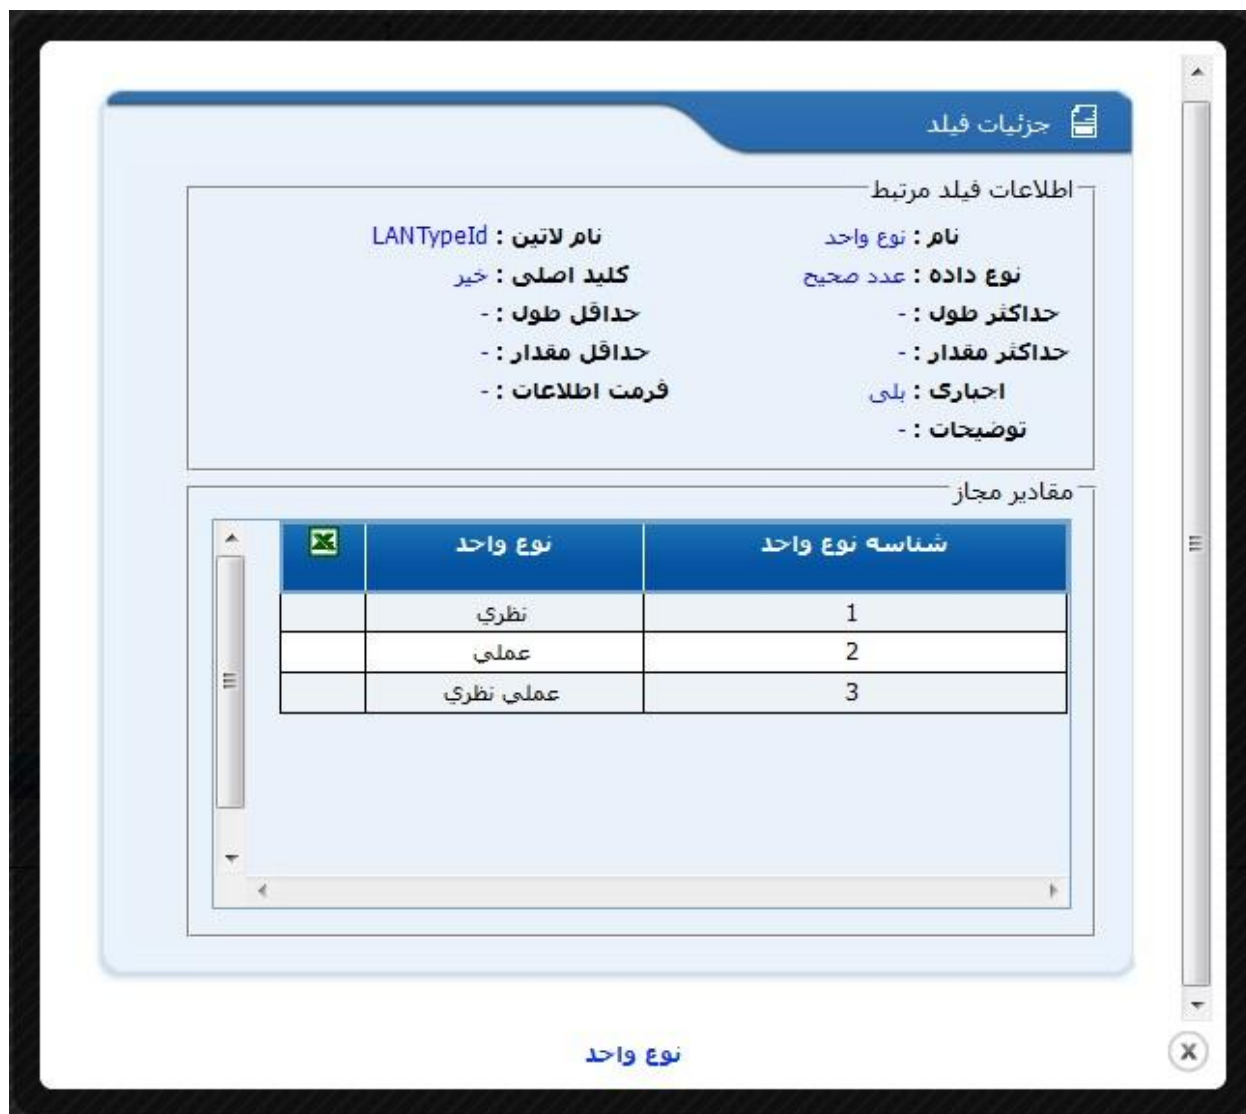 جزئیات فیلد
اطلاعات فیلد مرتبط
نام : نوع واحد نام لاتین : LANTypeId
نوع داده : عدد صحیح کلید اصلی : خیر
حداکثر طول : - حداقل طول : -
حداکثر مقدار : - حداقل مقدار : -
اجباری : بلی فرمت اطلاعات : -
توضیحات : -
مقادیر مجاز
شناسه نوع واحد نوع واحد
1 نظري
2 عملي
3 عملي نظري
نوع واحد